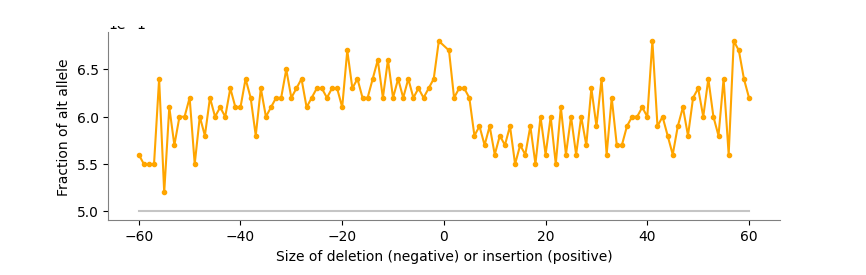 6.5
6.0
5.5
5.0
Fraction of alt allele
−60 −40 −20 0 20 40 60
Size of deletion (negative) or insertion (positive)